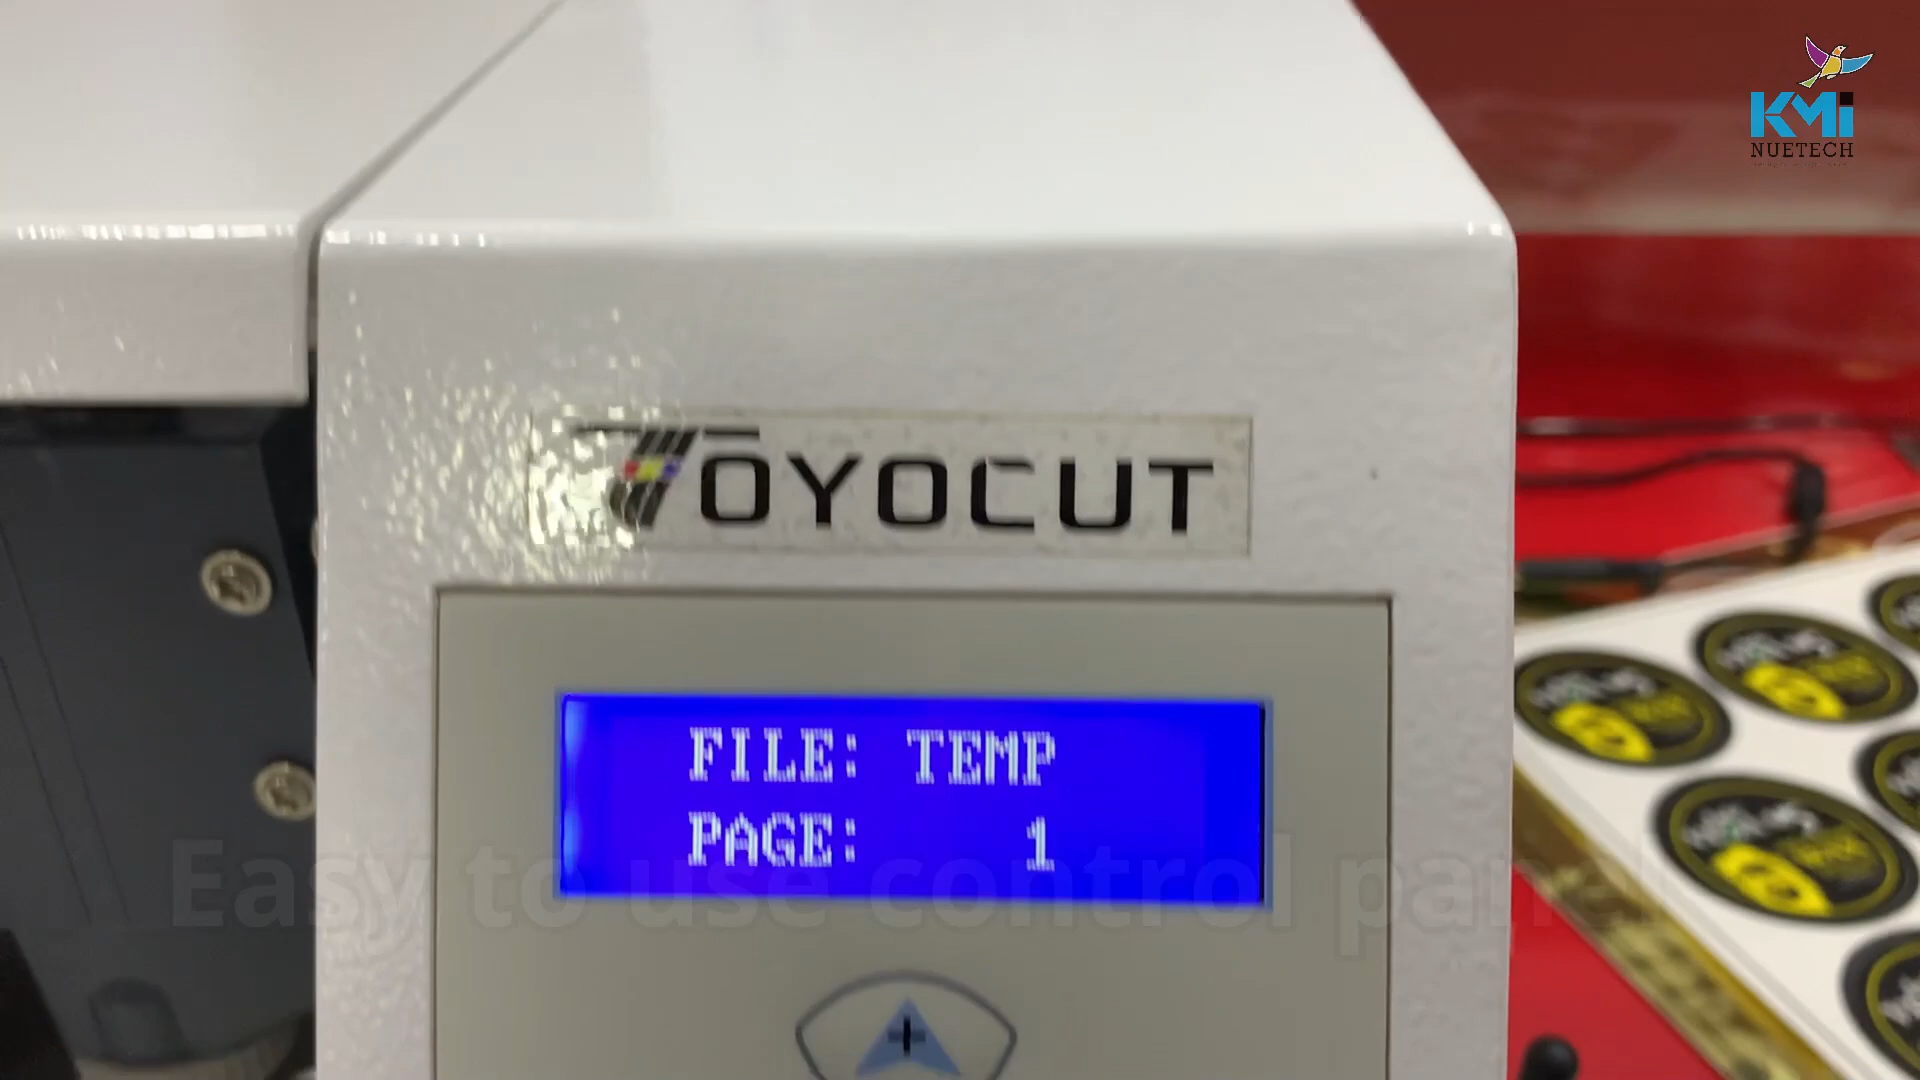 KMi
NUETECH
TOYOCUT
FILE: TEMP
PAGE: 1
Easy to use control panel
+